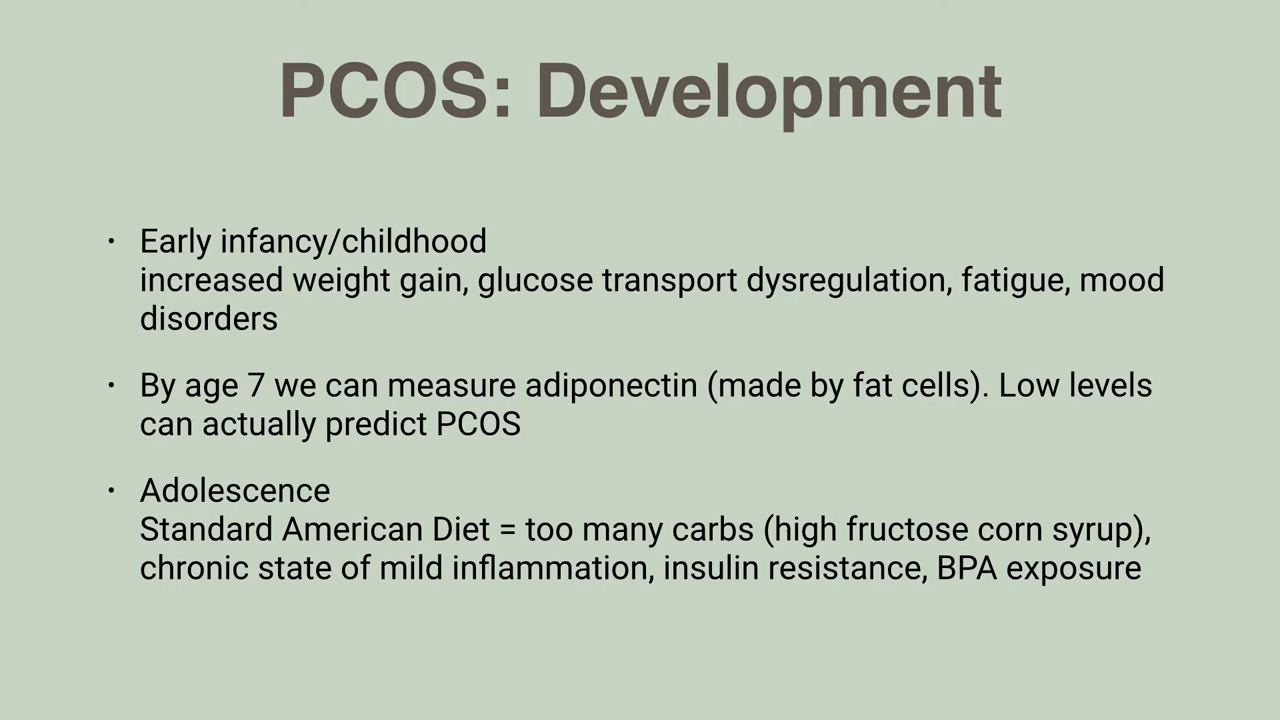 PCOS: Development
• Early infancy/childhood
increased weight gain, glucose transport dysregulation, fatigue, mood
disorders
• By age 7 we can measure adiponectin (made by fat cells). Low levels
can actually predict PCOS
• Adolescence
Standard American Diet = too many carbs (high fructose corn syrup),
chronic state of mild inflammation, insulin resistance, BPA exposure